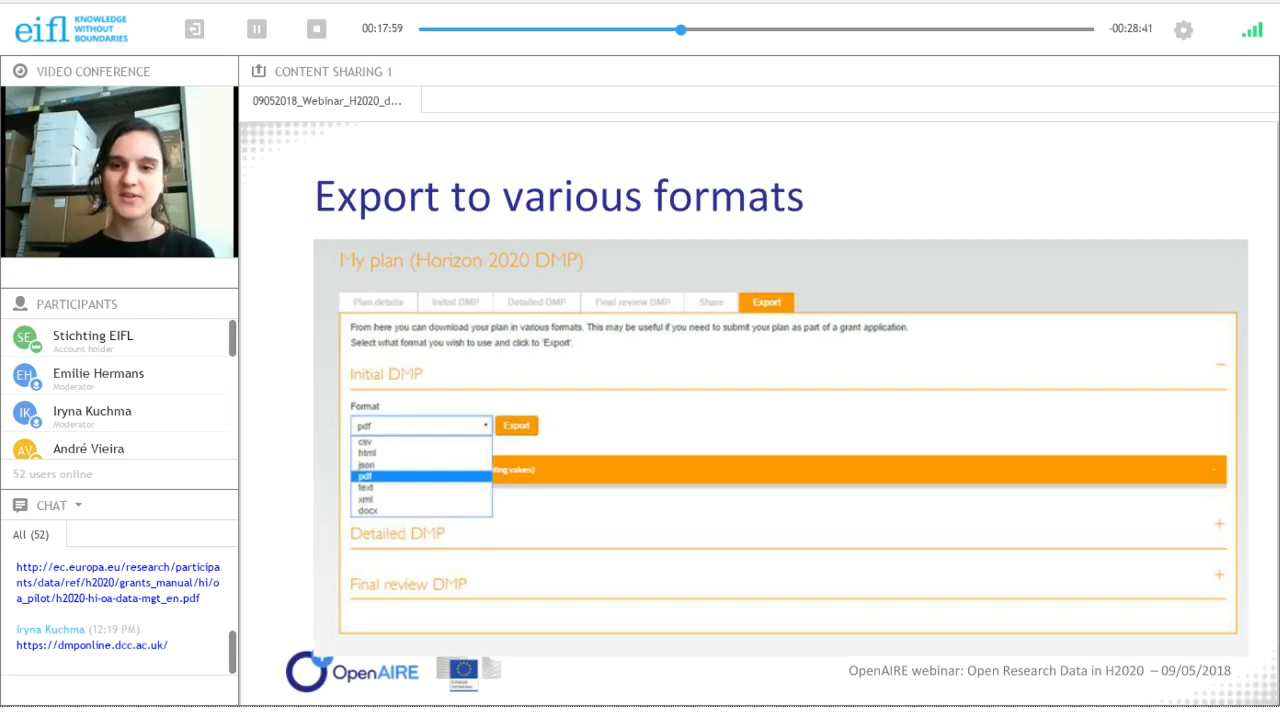 eifl KNOWLEDGE
WITHOUT
BOUNDARIES
00:17:59
-00:28:41
VIDEO CONFERENCE
CONTENT SHARING 1
09052018_Webinar_H2020_d...
PARTICIPANTS
SE Stichting EIFL
Account holder
EH Emilie Hermans
Moderator
IK Iryna Kuchma
Moderator
AV André Vieira
52 users online
CHAT
All (52)
http://ec.europa.eu/research/participa
nts/data/ref/h2020/grants_manual/hi/o
a_pilot/h2020-hi-oa-data-mgt_en.pdf
Iryna Kuchma (12:19 PM)
https://dmponline.dcc.ac.uk/
Export to various formats
My plan (Horizon 2020 DMP)
Plan details Initial DMP Detailed DMP Final review DMP Share Export
From here you can download your plan in various formats. This may be useful if you need to submit your plan as part of a grant application.
Select what format you wish to use and click to 'Export'.
Initial DMP
Format
pdf Export
csv
html
json
pdf
text
xml
docx
values)
Detailed DMP
Final review DMP
OpenAIRE
OpenAIRE webinar: Open Research Data in H2020 – 09/05/2018